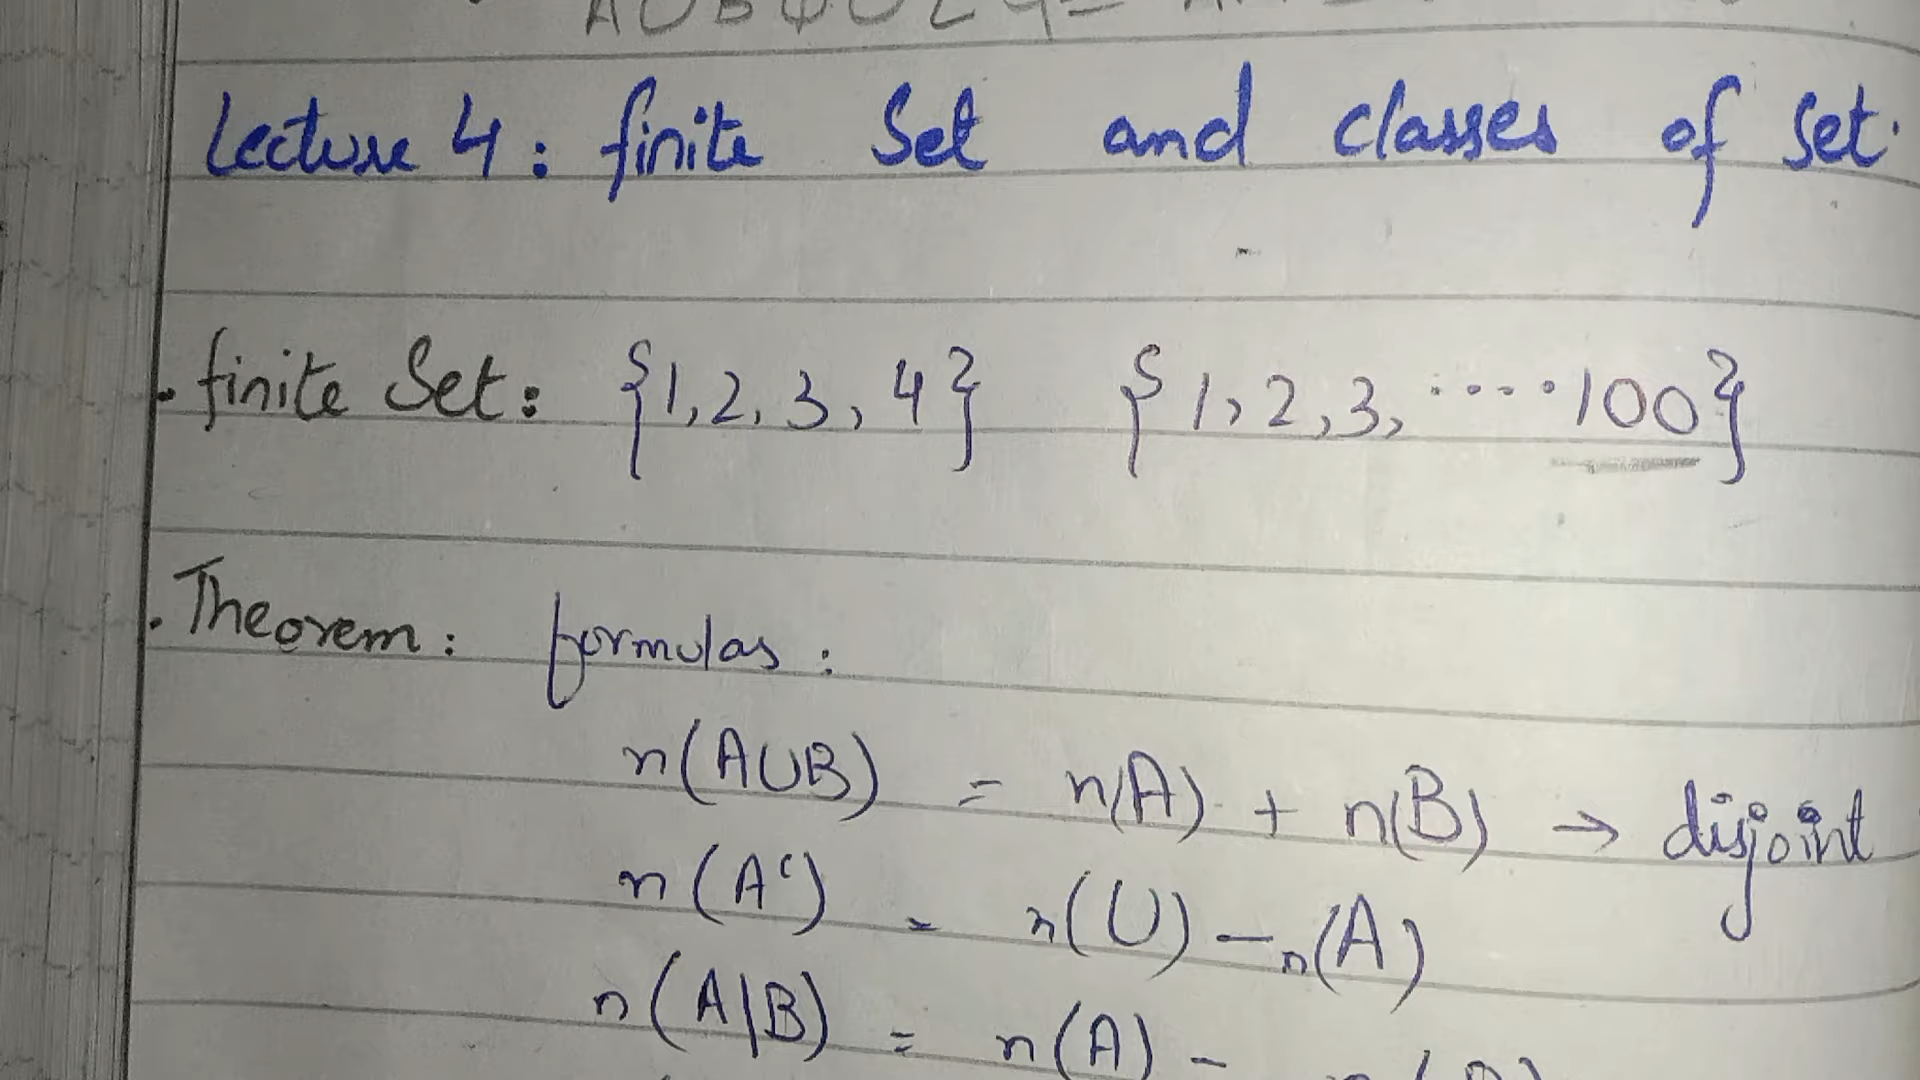 Lecture 4: finite Set and classes of Set.
. finite Set: {1,2,3,4} {1,2,3,.....100}
. Theorem: formulas:
n(A∪B) = n(A) + n(B) → disjoint
n(A^c) = n(U) - n(A)
n(A|B) = n(A) -